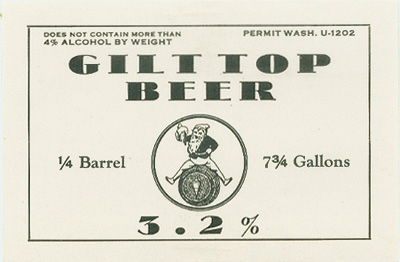 DOES NOT CONTAIN MORE THAN
4% ALCOHOL BY WEIGHT
PERMIT WASH. U-1202
GILT TOP
BEER
¼ Barrel
7¾ Gallons
3.2%